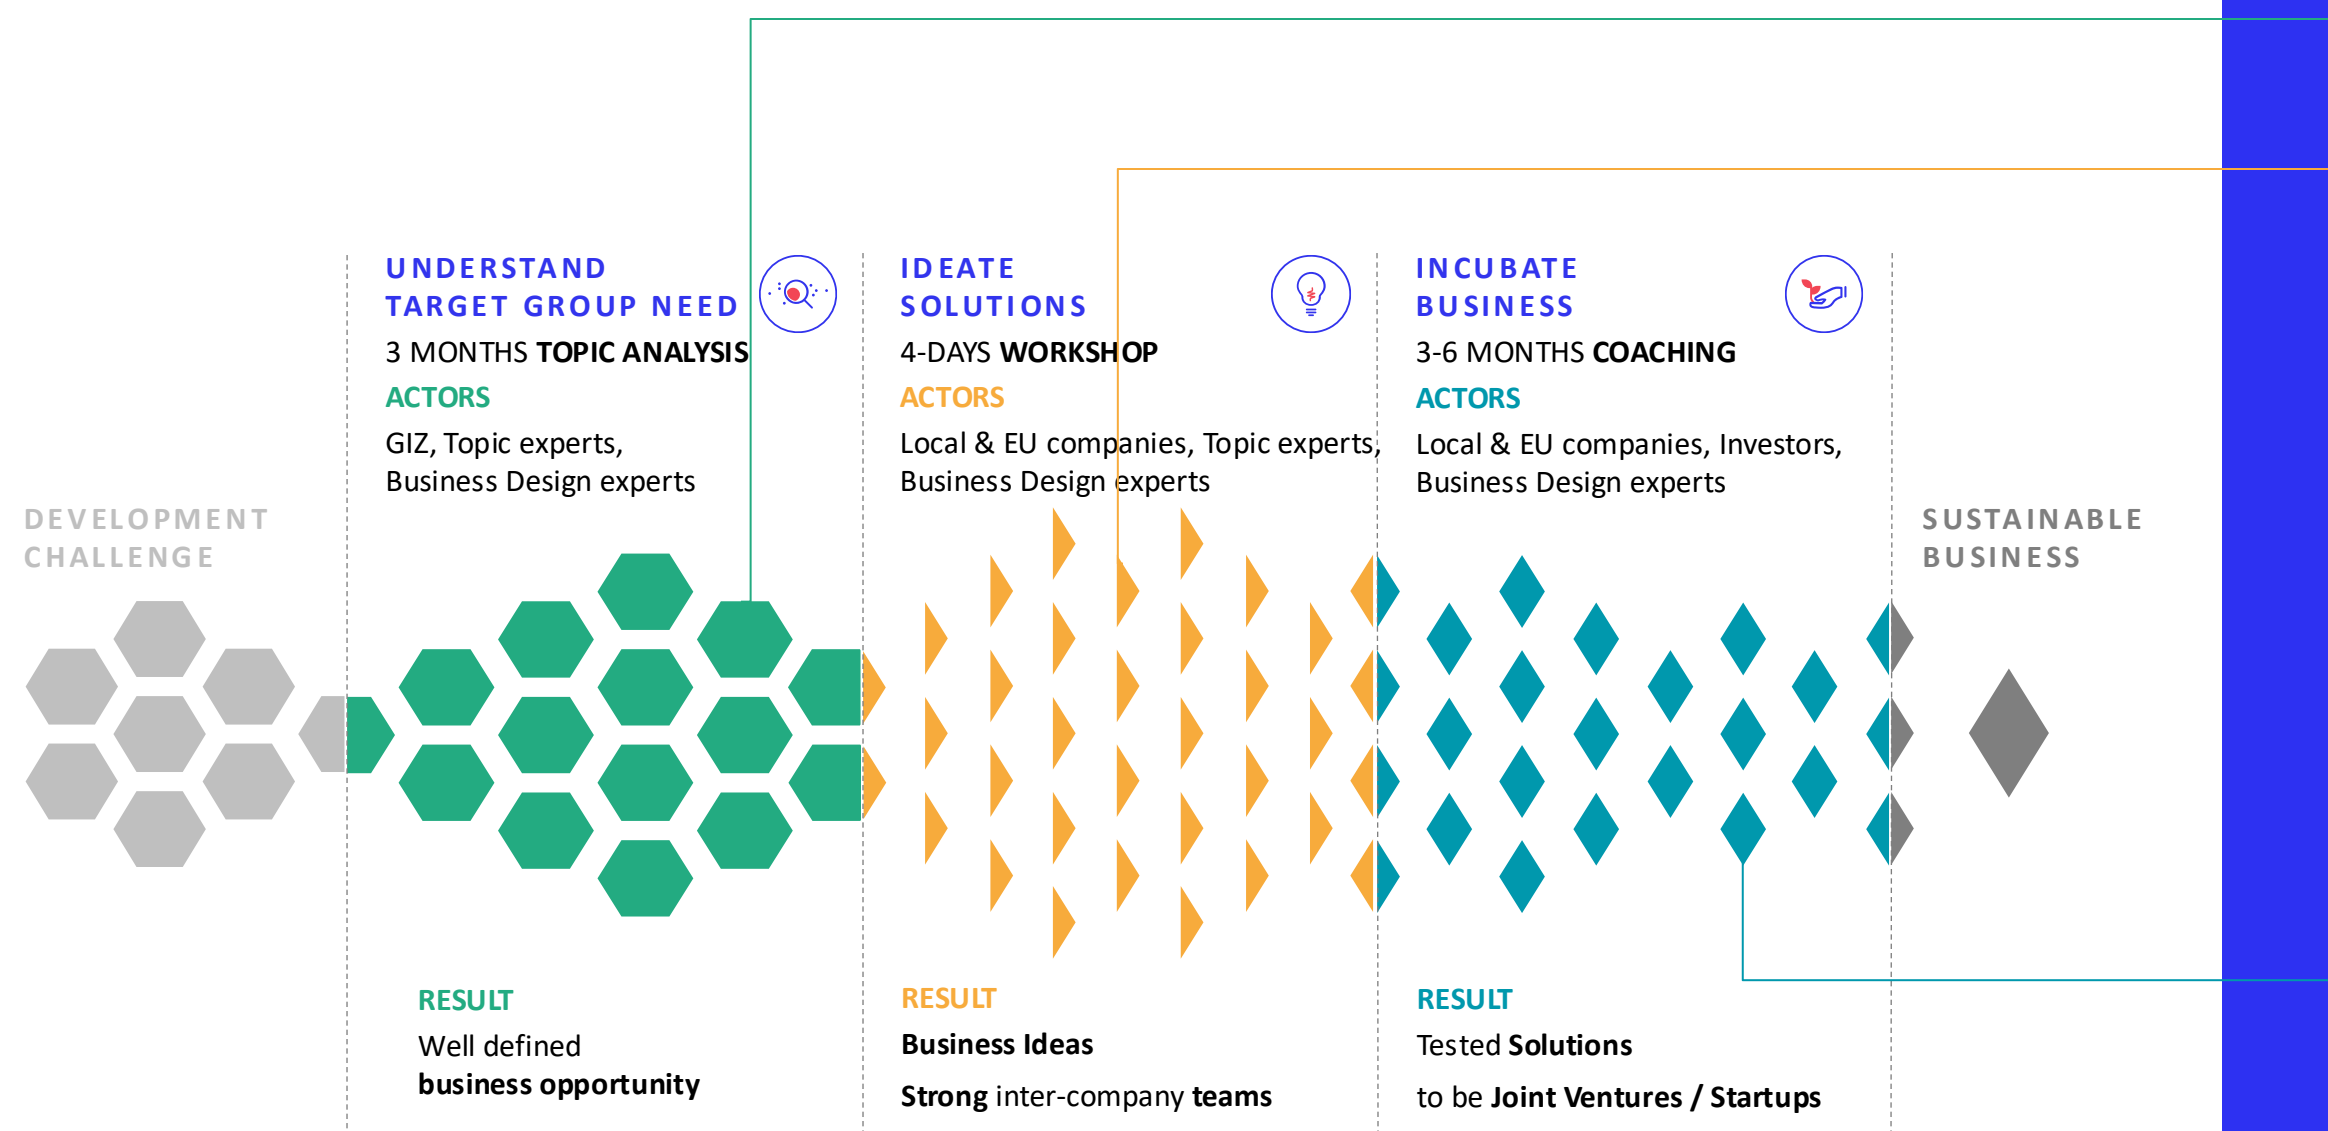 DEVELOPMENT
CHALLENGE
UNDERSTAND
TARGET GROUP NEED
3 MONTHS TOPIC ANALYSIS
ACTORS
GIZ, Topic experts,
Business Design experts
RESULT
Well defined
business opportunity
IDEATE
SOLUTIONS
4-DAYS WORKSHOP
ACTORS
Local & EU companies, Topic experts,
Business Design experts
RESULT
Business Ideas
Strong inter-company teams
INCUBATE
BUSINESS
3-6 MONTHS COACHING
ACTORS
Local & EU companies, Investors,
Business Design experts
RESULT
Tested Solutions
to be Joint Ventures / Startups
SUSTAINABLE
BUSINESS